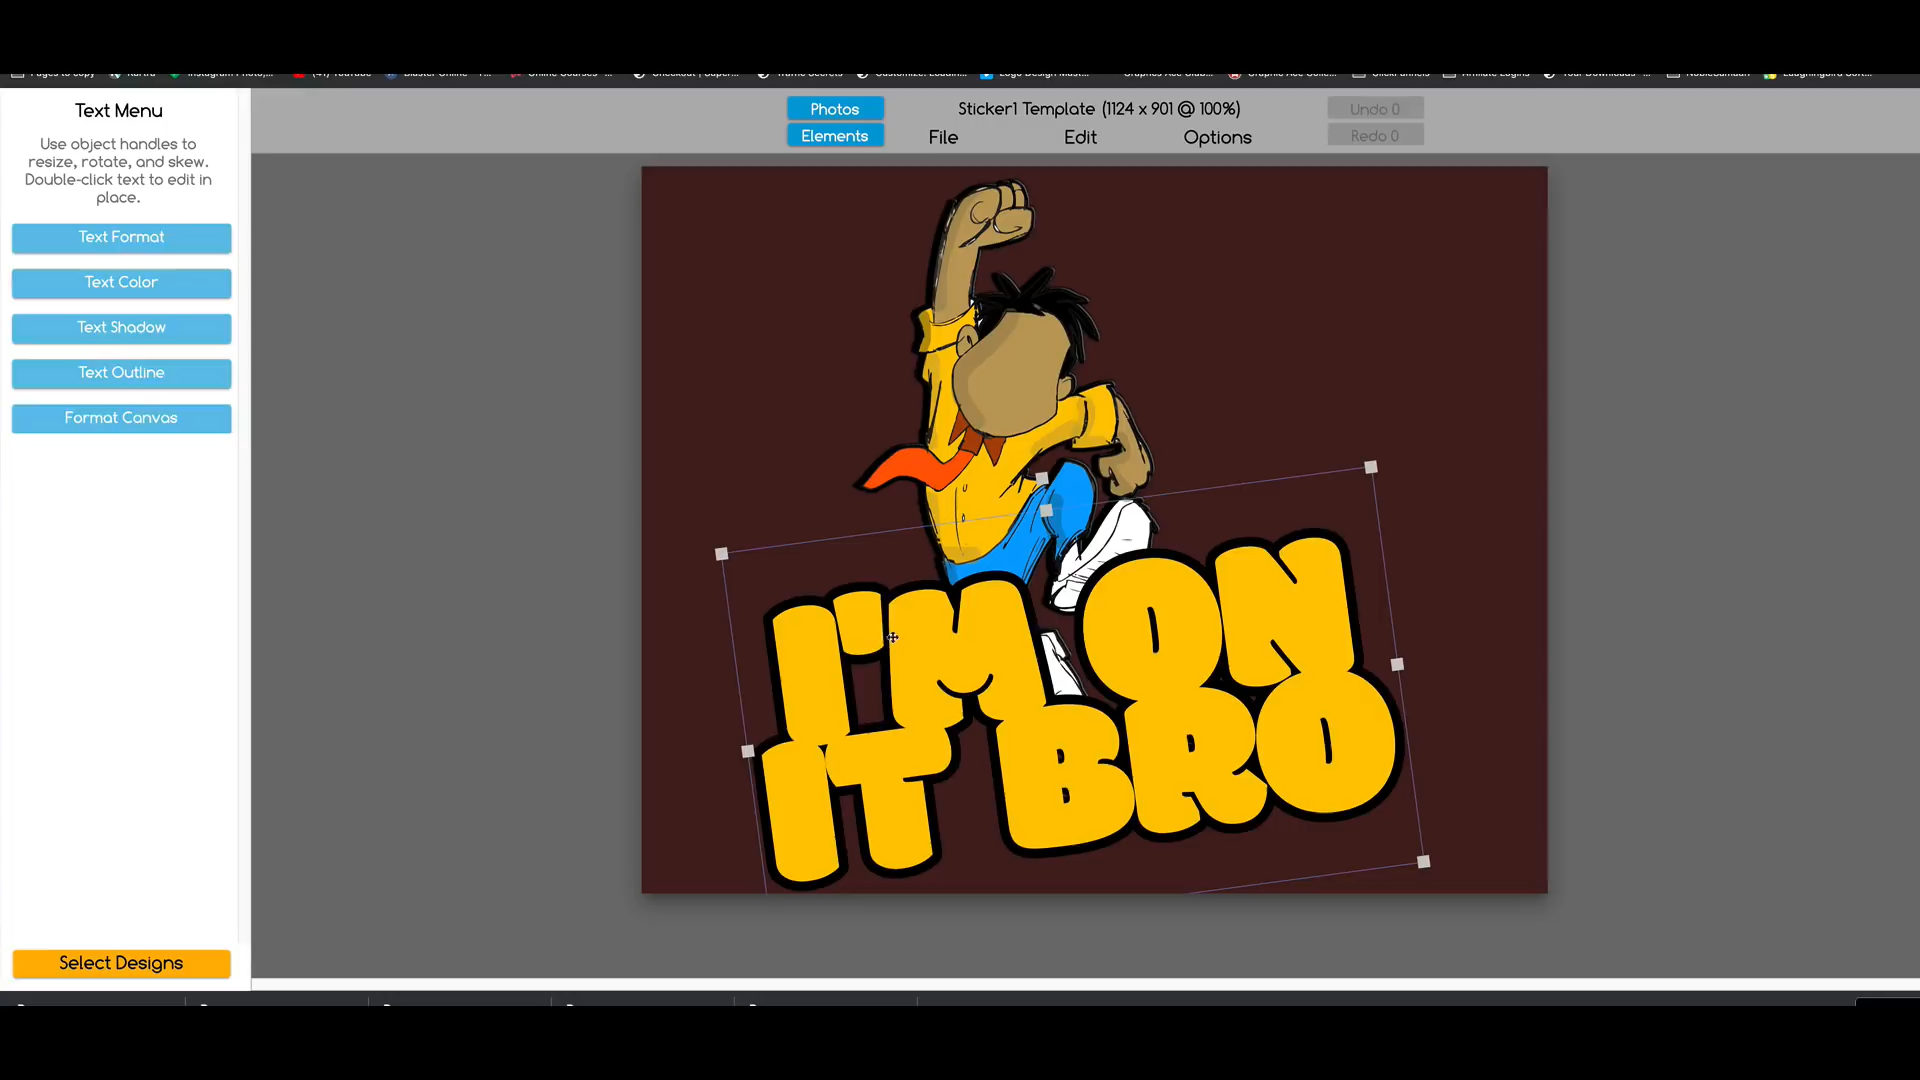 Text Menu
Use object handles to
resize, rotate, and skew.
Double-click text to edit in
place.
Text Format
Text Color
Text Shadow
Text Outline
Format Canvas
Select Designs
Photos
Elements
Sticker1 Template (1124 x 901 @ 100%)
File
Edit
Options
Undo 0
Redo 0
I'M ON
IT BRO